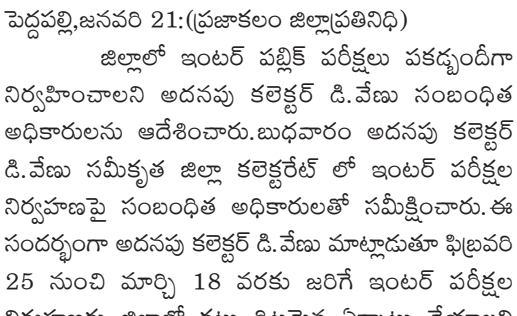 పెద్దపల్లి,జనవరి 21:(ప్రజాకలం జిల్లాప్రతినిధి)
జిల్లాలో ఇంటర్ పబ్లిక్ పరీక్షలు పకడ్బందీగా
నిర్వహించాలని అదనపు కలెక్టర్ డి.వేణు సంబంధిత
అధికారులను ఆదేశించారు.బుధవారం అదనపు కలెక్టర్
డి.వేణు సమీకృత జిల్లా కలెక్టరేట్ లో ఇంటర్ పరీక్షల
నిర్వహణపై సంబంధిత అధికారులతో సమీక్షించారు.ఈ
సందర్భంగా అదనపు కలెక్టర్ డి.వేణు మాట్లాడుతూ ఫిబ్రవరి
25 నుంచి మార్చి 18 వరకు జరిగే ఇంటర్ పరీక్షల